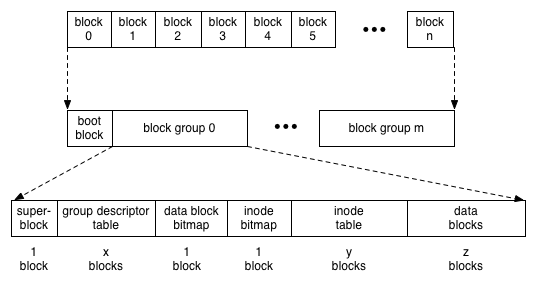 block block block block block block ••• block
0 1 2 3 4 5 n
boot block group 0 ••• block group m
block
super- group descriptor data block inode inode data
block table bitmap bitmap table blocks
1 x 1 1 y z
block blocks block block blocks blocks